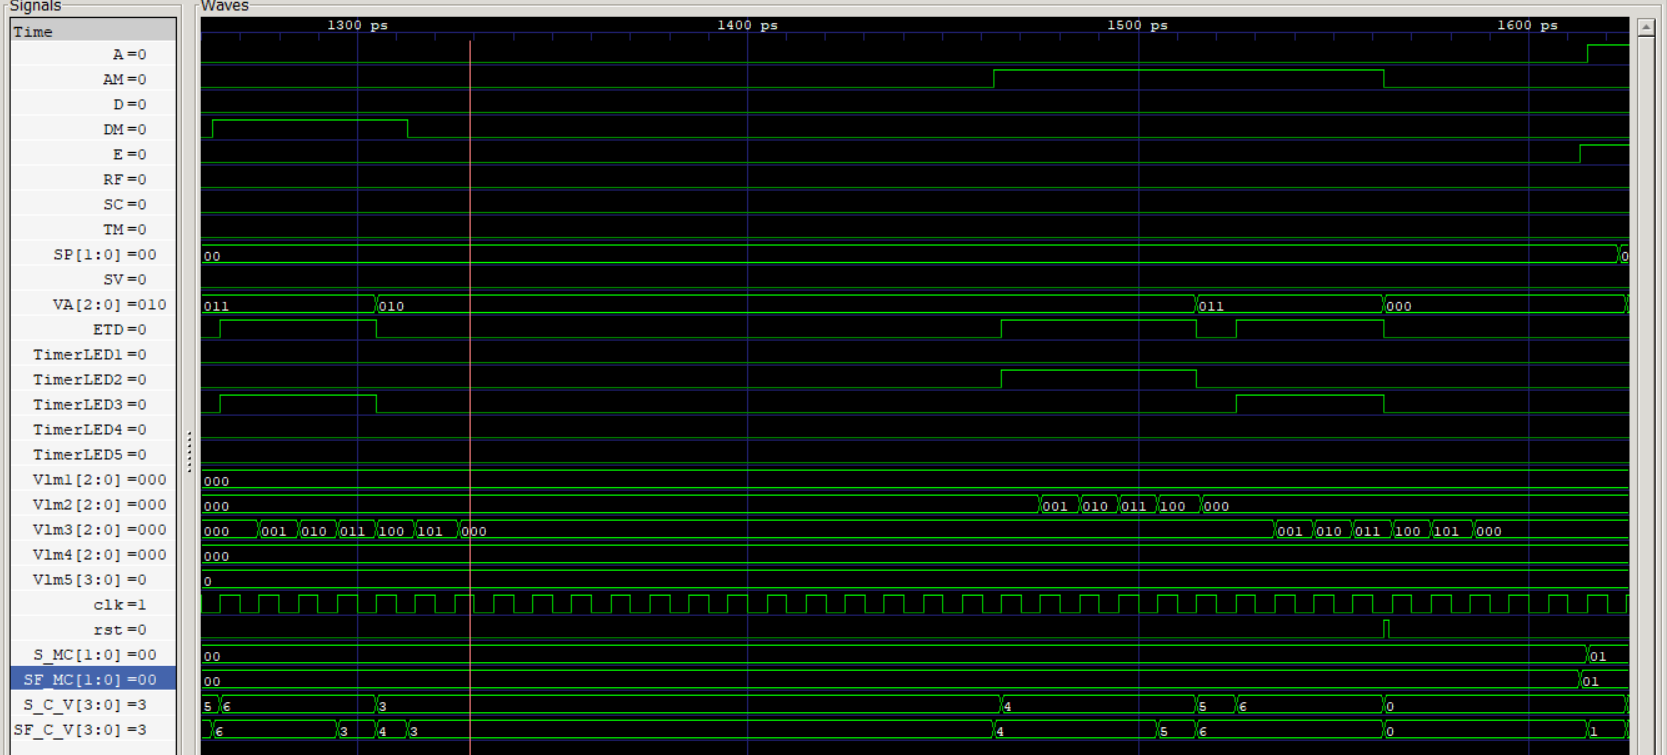 Signals Waves
Time 1300 ps 1400 ps 1500 ps 1600 ps
A =0
AM =0
D =0
DM =0
E =0
RF =0
SC =0
TM =0
SP[1:0] =00 00 0
SV =0
VA[2:0] =010 011 010 011 000
ETD =0
TimerLED1 =0
TimerLED2 =0
TimerLED3 =0
TimerLED4 =0
TimerLED5 =0
Vlm1[2:0] =000 000
Vlm2[2:0] =000 000 001 010 011 100 000
Vlm3[2:0] =000 000 001 010 011 100 101 000 001 010 011 100 101 000
Vlm4[2:0] =000 000
Vlm5[3:0] =0 0
clk =1
rst =0
S_MC[1:0] =00 00 01
SF_MC[1:0] =00 00 01
S_C_V[3:0] =3 5 6 3 4 5 6 0
SF_C_V[3:0] =3 6 3 4 3 4 5 6 0 1